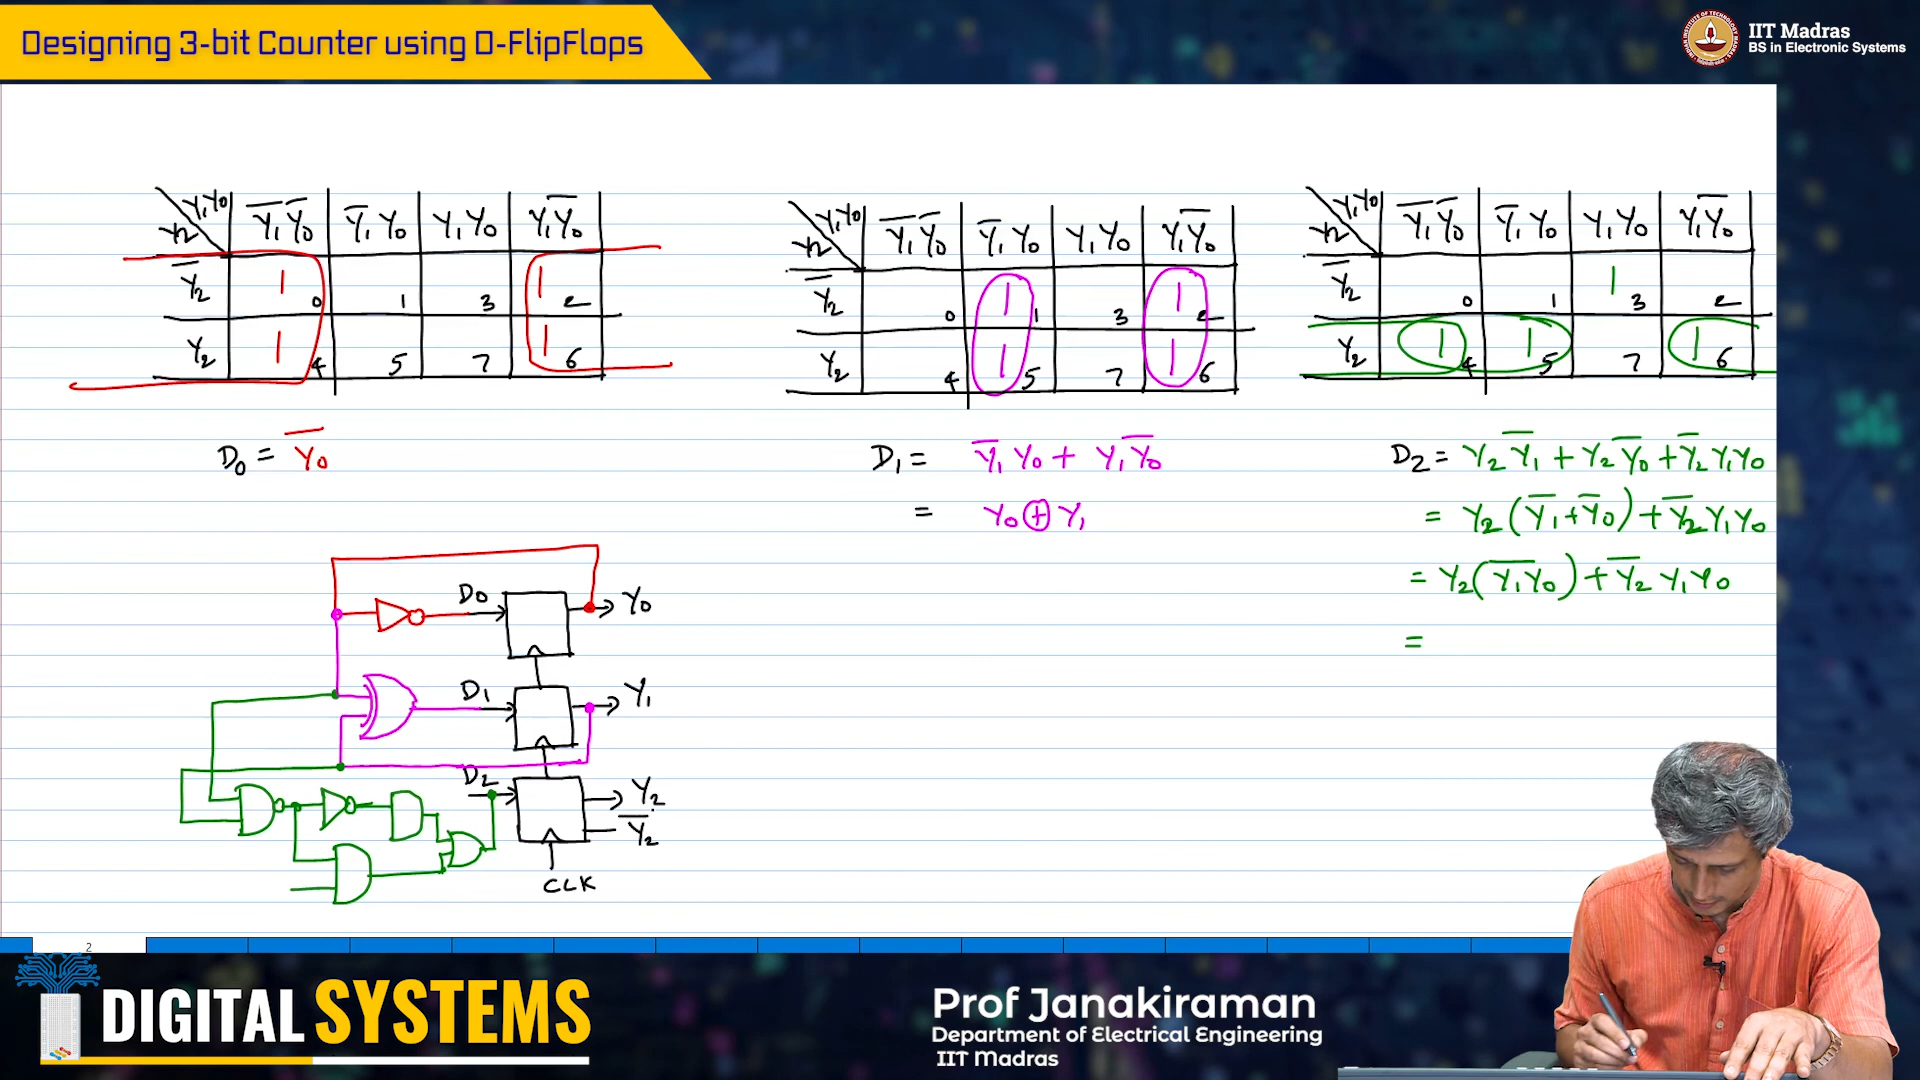 Designing 3-bit Counter using D-FlipFlops
IIT Madras
BS in Electronic Systems
Y₁Y₀
Y₂
Y̅₁Y̅₀ Y̅₁Y₀ Y₁Y₀ Y₁Y̅₀
Y̅₂ 1 0 1 3 1 2
Y₂ 1 4 5 7 1 6
D₀ = Y̅₀
Y₁Y₀
Y₂
Y̅₁Y̅₀ Y̅₁Y₀ Y₁Y₀ Y₁Y̅₀
Y̅₂ 0 1 1 3 1 2
Y₂ 4 1 5 7 1 6
D₁ = Y̅₁Y₀ + Y₁Y̅₀
= Y₀ ⊕ Y₁
Y₁Y₀
Y₂
Y̅₁Y̅₀ Y̅₁Y₀ Y₁Y₀ Y₁Y̅₀
Y̅₂ 0 1 1 3 2
Y₂ 1 4 1 5 7 1 6
D₂ = Y₂Y̅₁ + Y₂Y̅₀ + Y̅₂Y₁Y₀
= Y₂(Y̅₁+Y̅₀) + Y̅₂Y₁Y₀
= Y₂(Y̅₁̅Y̅₀̅) + Y̅₂ Y₁Y₀
=
D₀ Y₀
D₁ Y₁
D₂ Y₂
Y̅₂
CLK
2
DIGITAL SYSTEMS
Prof Janakiraman
Department of Electrical Engineering
IIT Madras